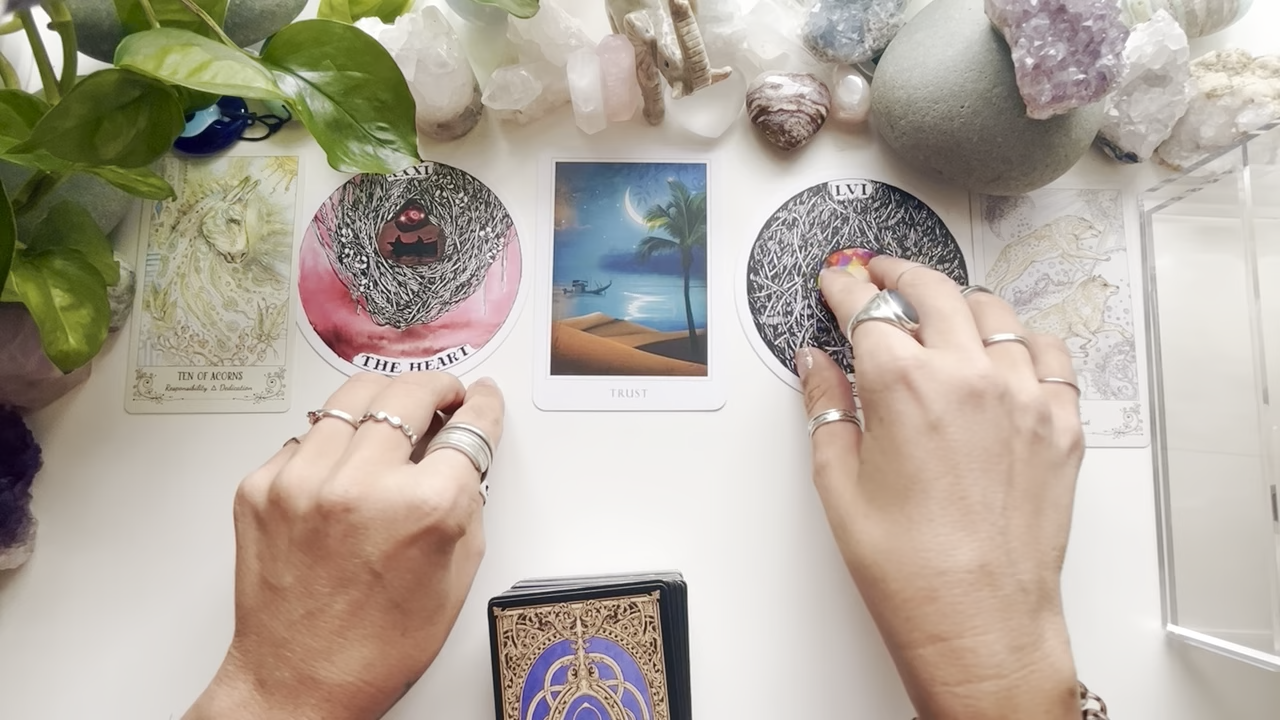 TEN OF ACORNS
Responsibility & Dedication
THE HEART
TRUST
LVI